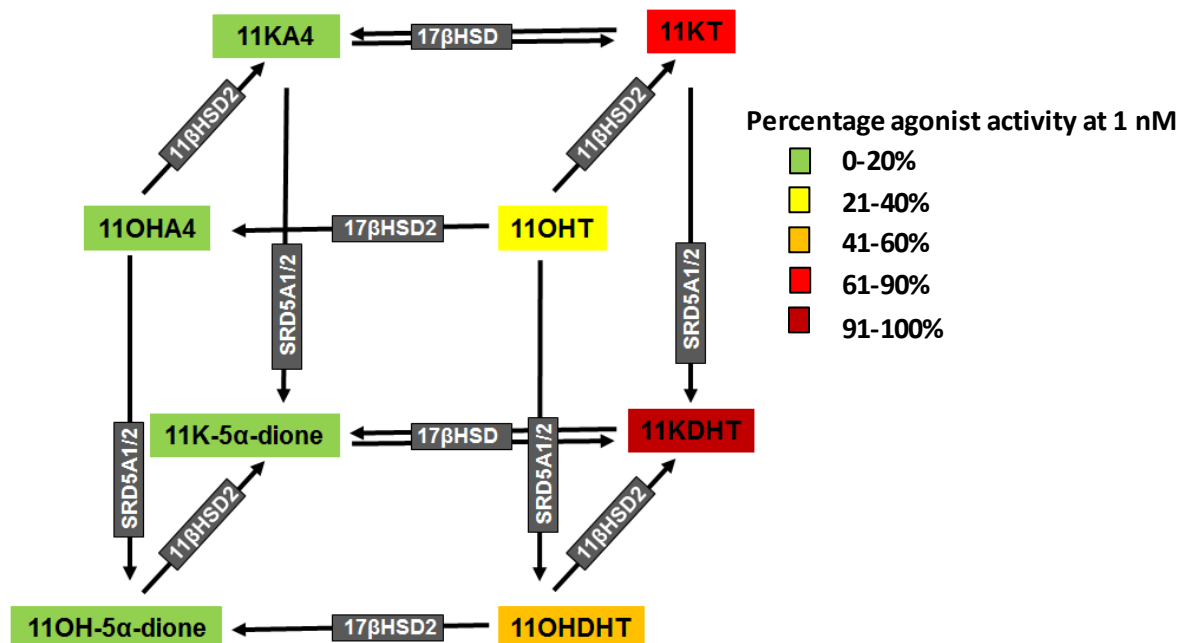 11KA4
17βHSD
11KT
11βHSD2
11βHSD2
Percentage agonist activity at 1 nM
0-20%
21-40%
41-60%
61-90%
91-100%
11OHA4
17βHSD2
11OHT
SRD5A1/2
SRD5A1/2
11K-5α-dione
17βHSD
11KDHT
SRD5A1/2
SRD5A1/2
11βHSD2
11βHSD2
11OH-5α-dione
17βHSD2
11OHDHT